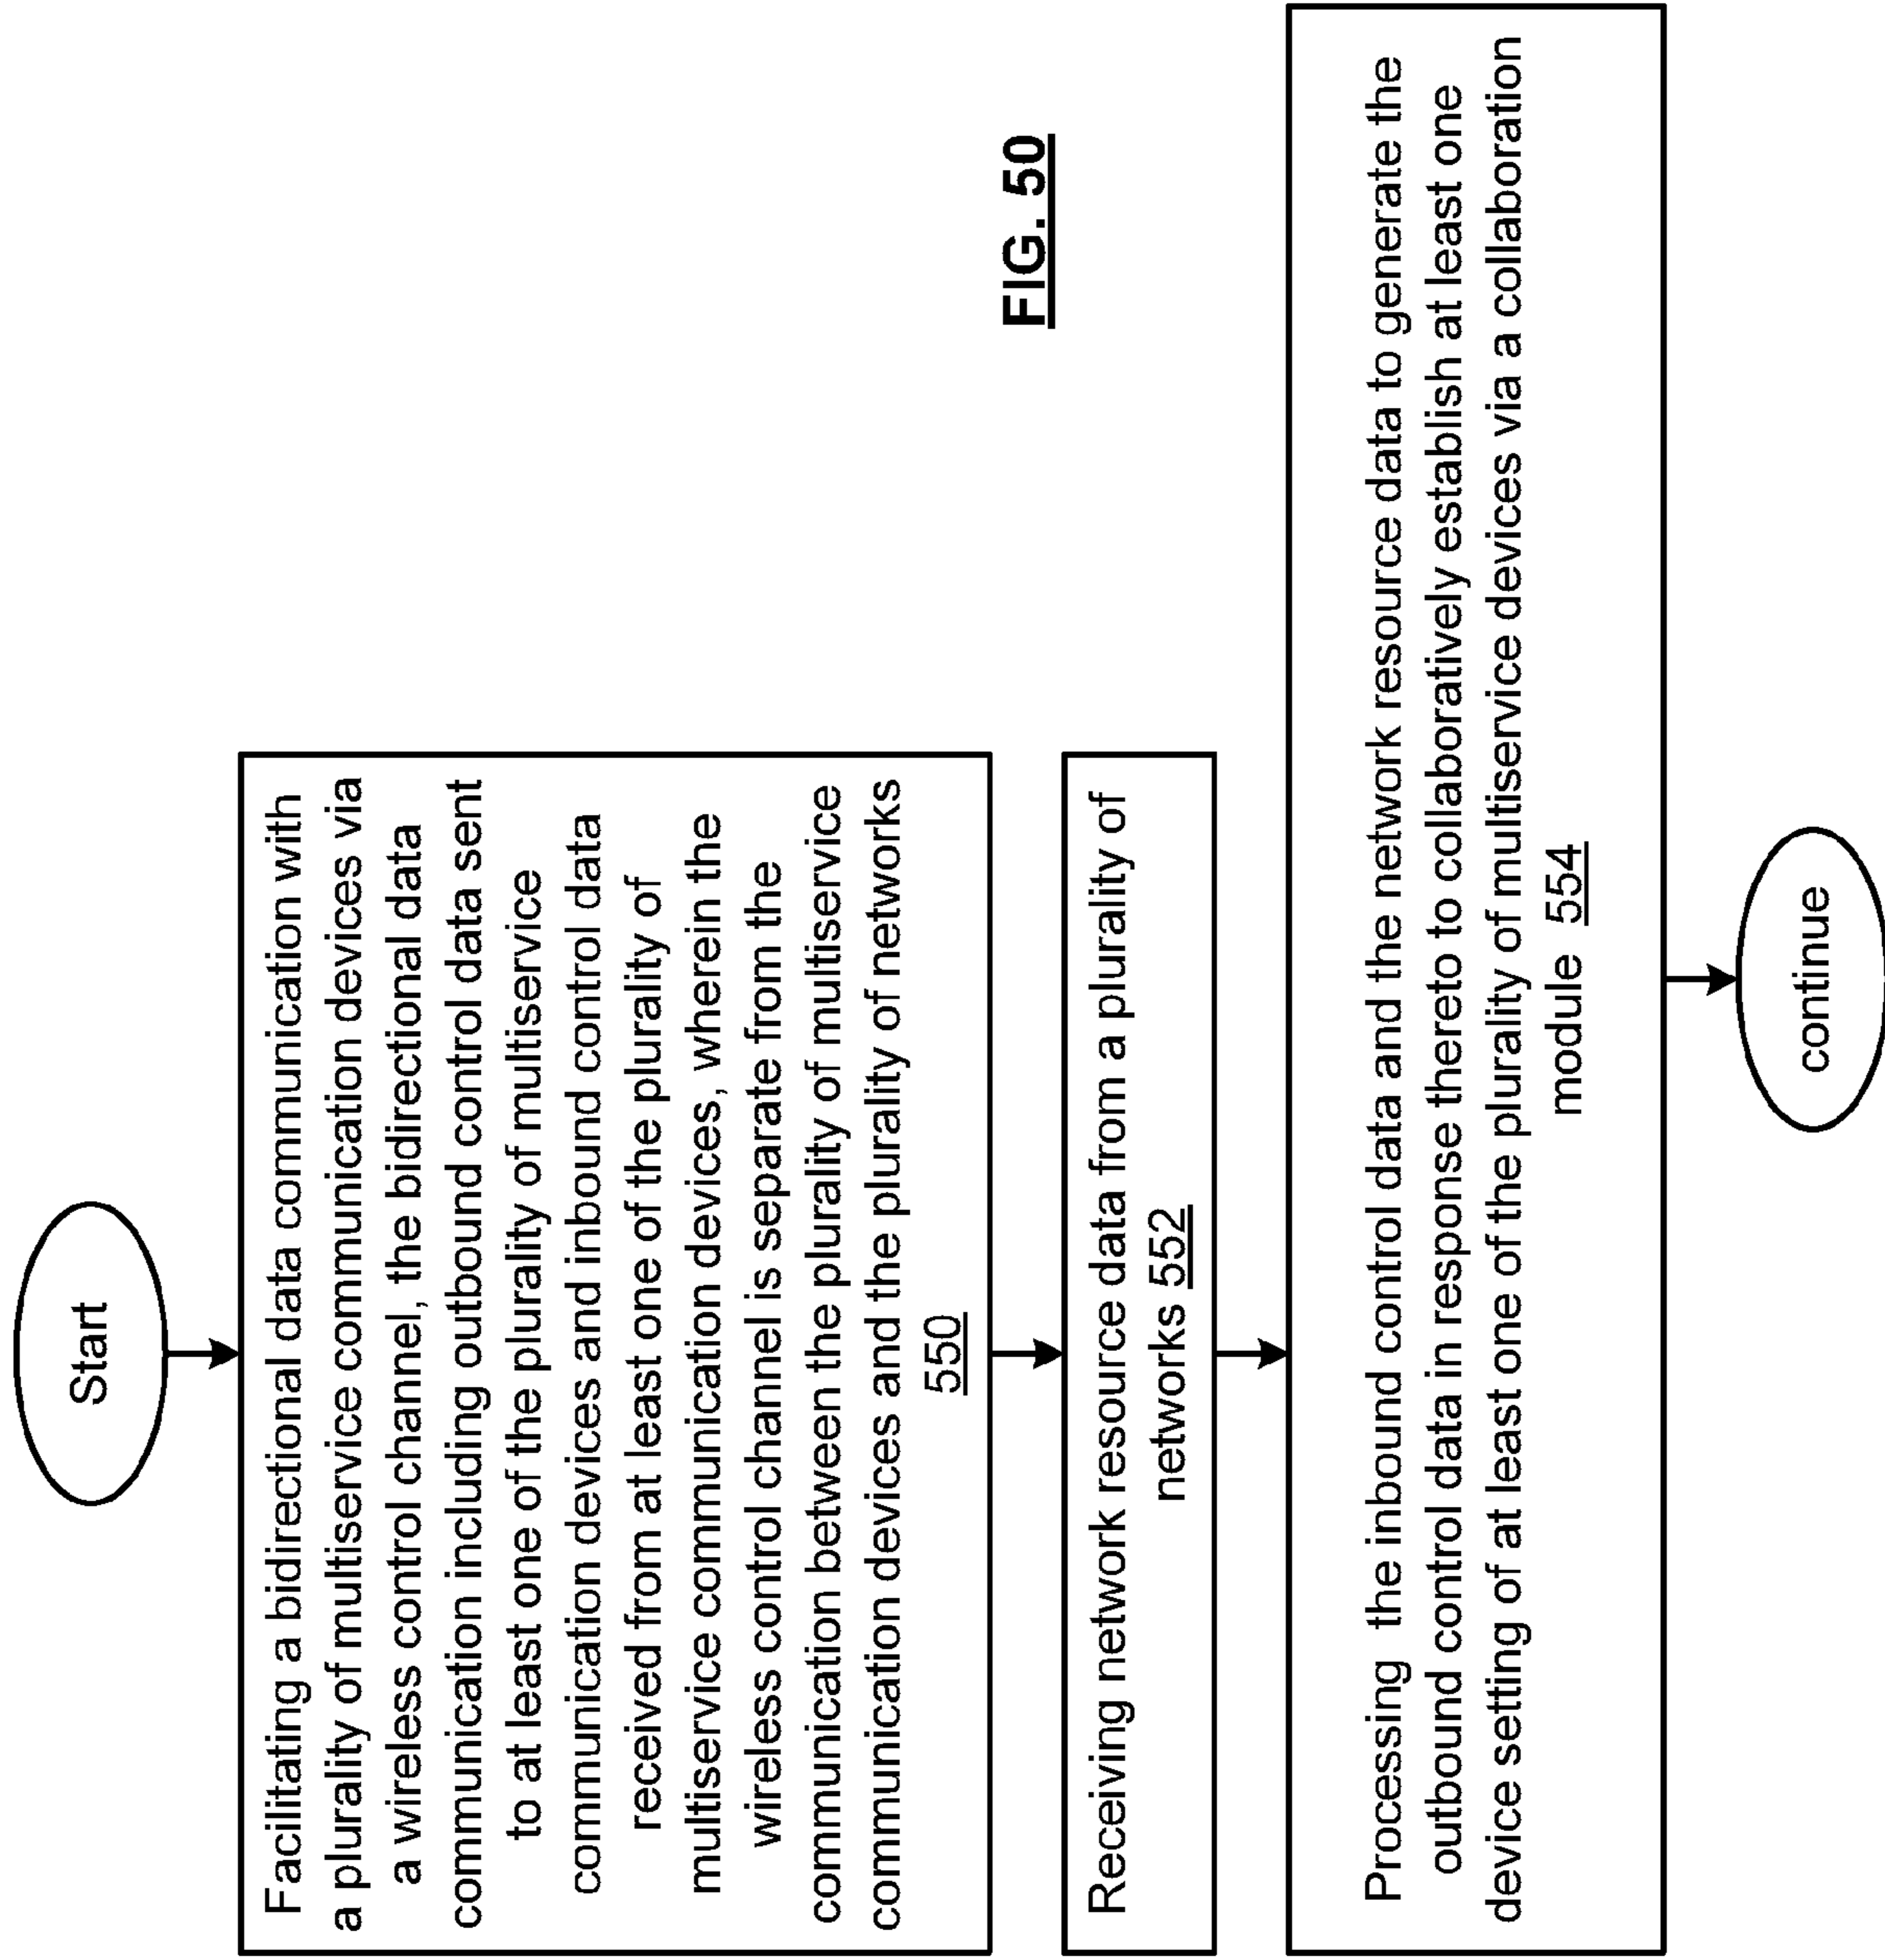 Start
Facilitating a bidirectional data communication with
a plurality of multiservice communication devices via
a wireless control channel, the bidirectional data
communication including outbound control data sent
to at least one of the plurality of multiservice
communication devices and inbound control data
received from at least one of the plurality of
multiservice communication devices, wherein the
wireless control channel is separate from the
communication between the plurality of multiservice
communication devices and the plurality of networks
550
Receiving network resource data from a plurality of
networks 552
Processing the inbound control data and the network resource data to generate the
outbound control data in response thereto to collaboratively establish at least one
device setting of at least one of the plurality of multiservice devices via a collaboration
module 554
continue
FIG. 50